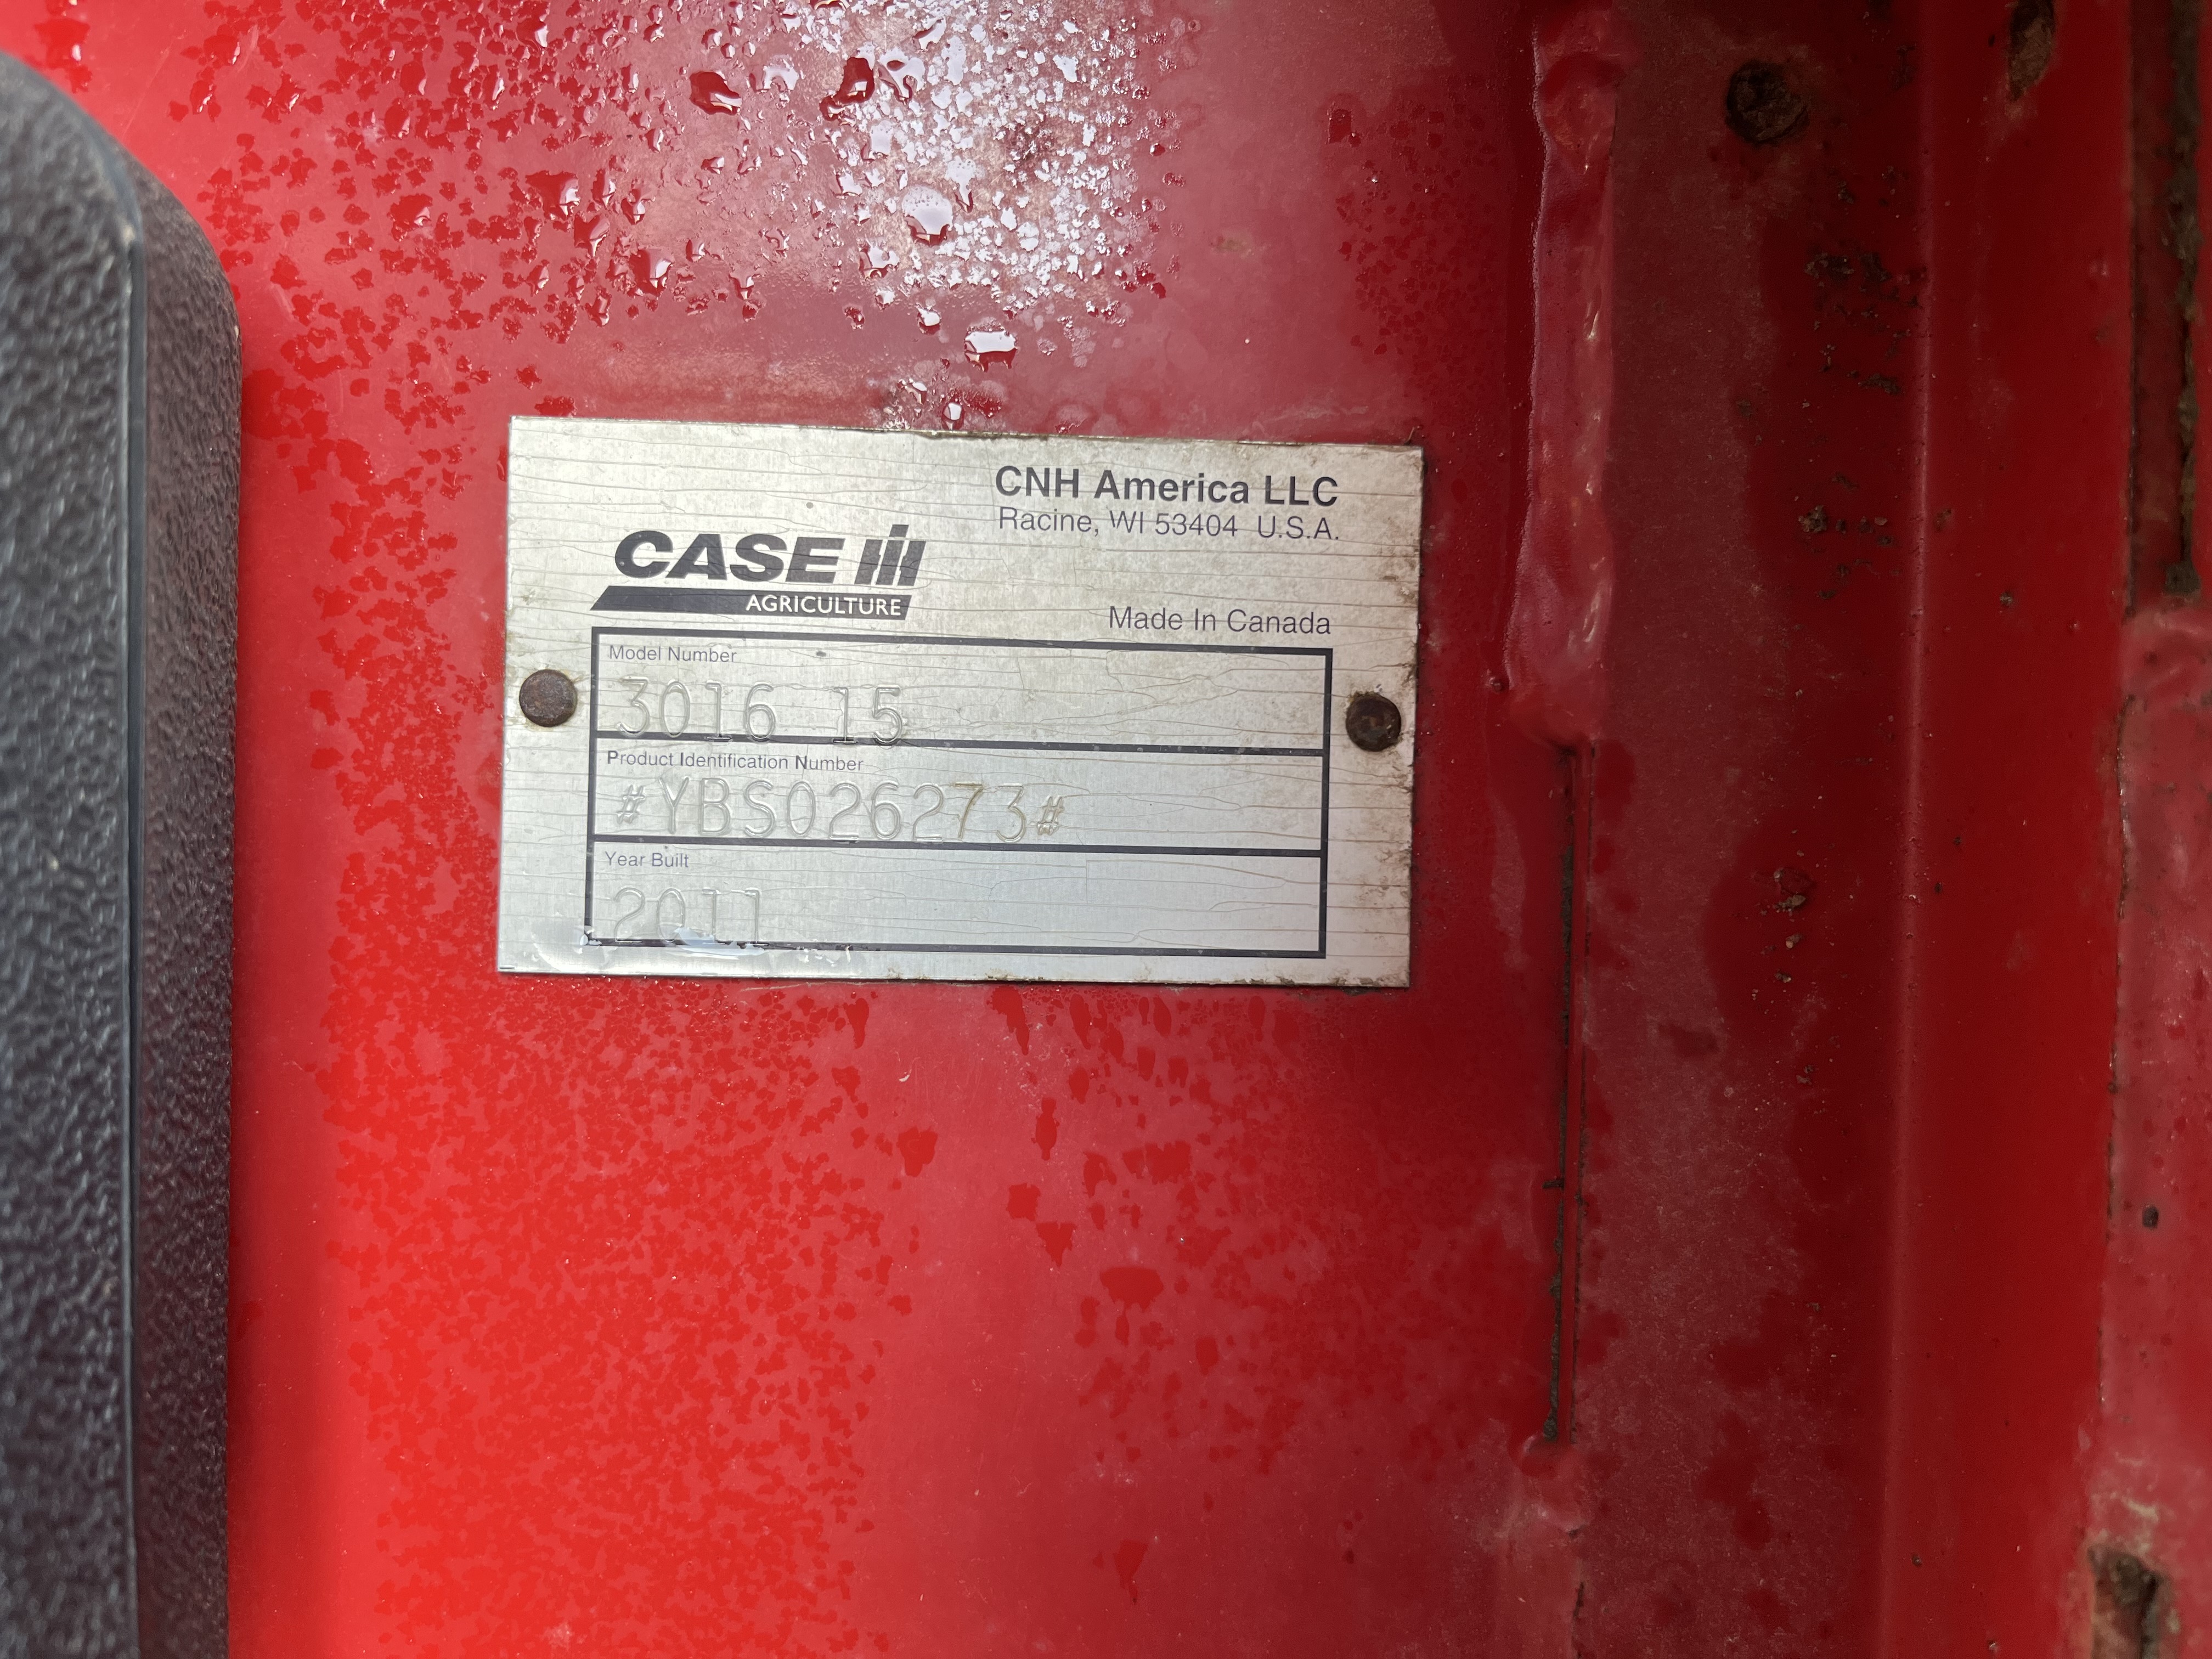 CNH America LLC
Racine, WI 53404 U.S.A.
CASE IH
AGRICULTURE
Made In Canada
Model Number
3016 15
Product Identification Number
#YBS026273#
Year Built
2011